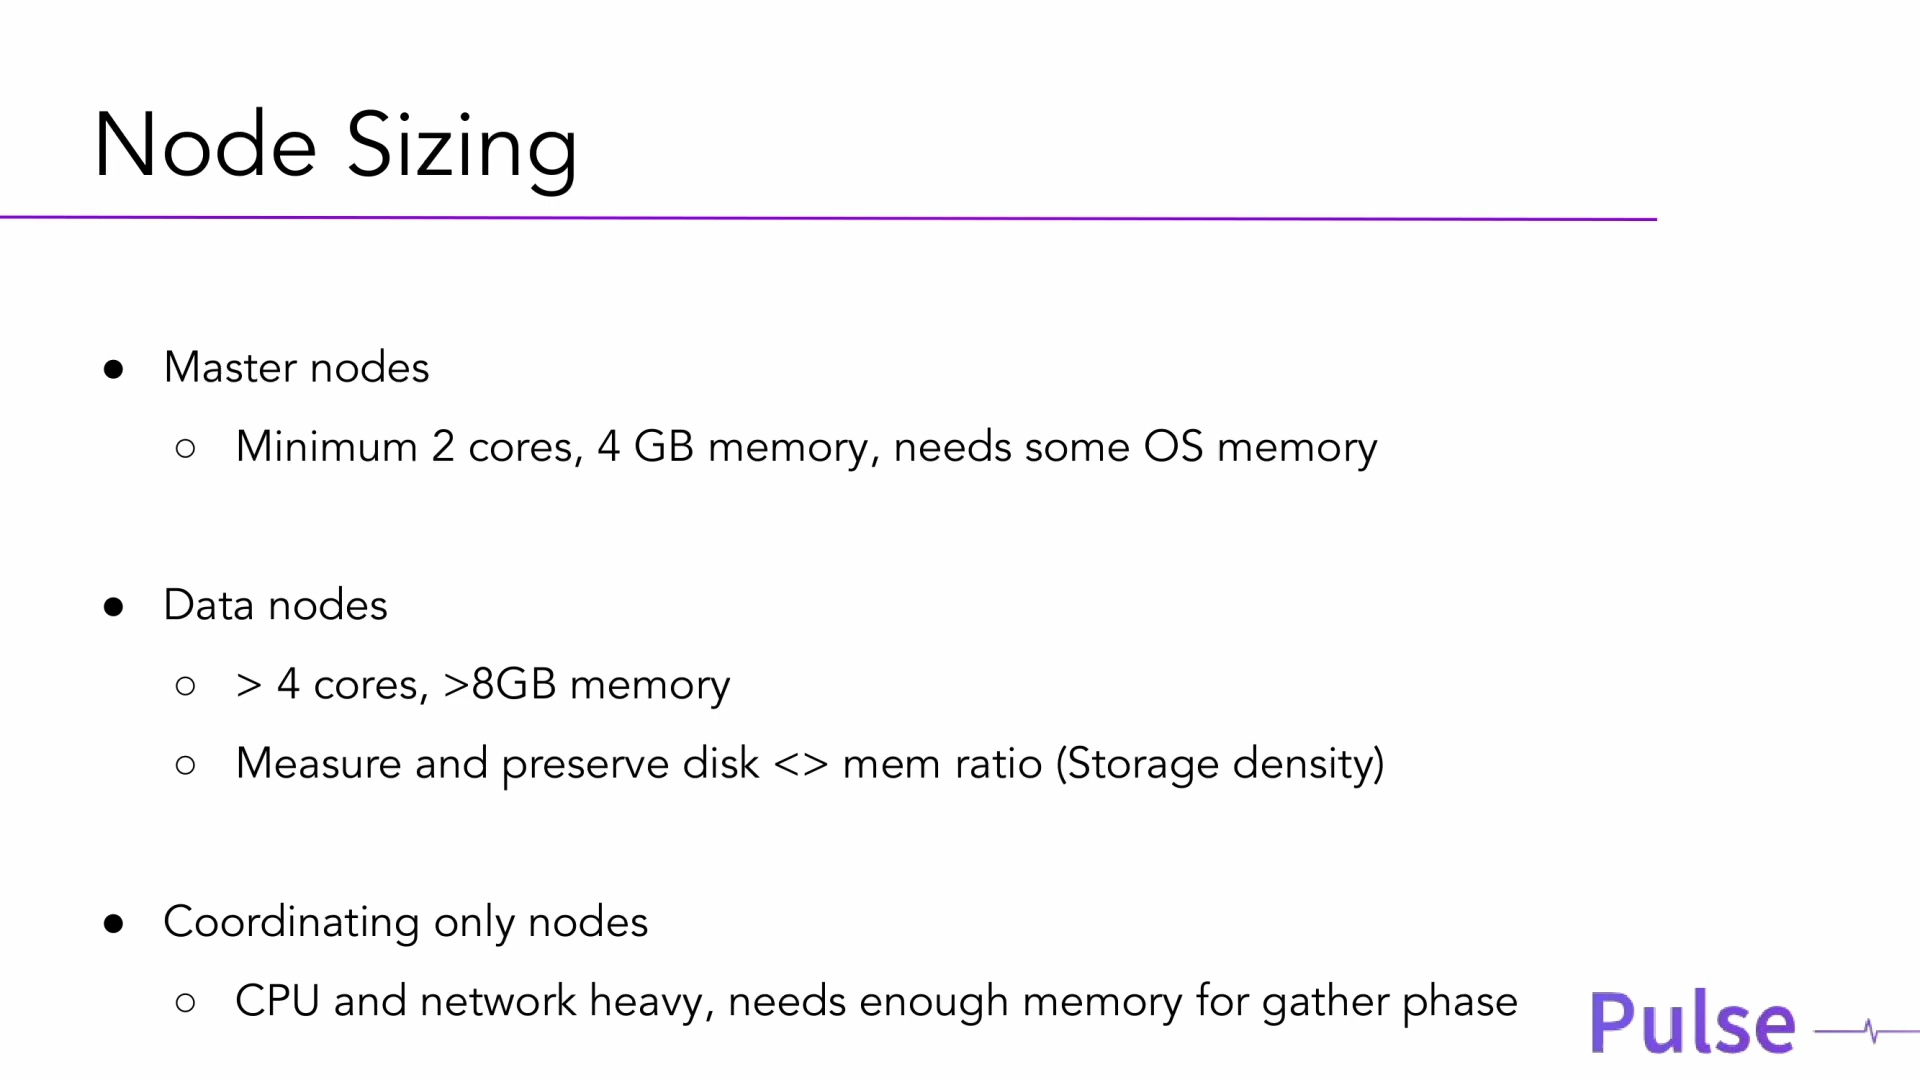 Node Sizing
● Master nodes
○ Minimum 2 cores, 4 GB memory, needs some OS memory
● Data nodes
○ > 4 cores, >8GB memory
○ Measure and preserve disk <> mem ratio (Storage density)
● Coordinating only nodes
○ CPU and network heavy, needs enough memory for gather phase
Pulse